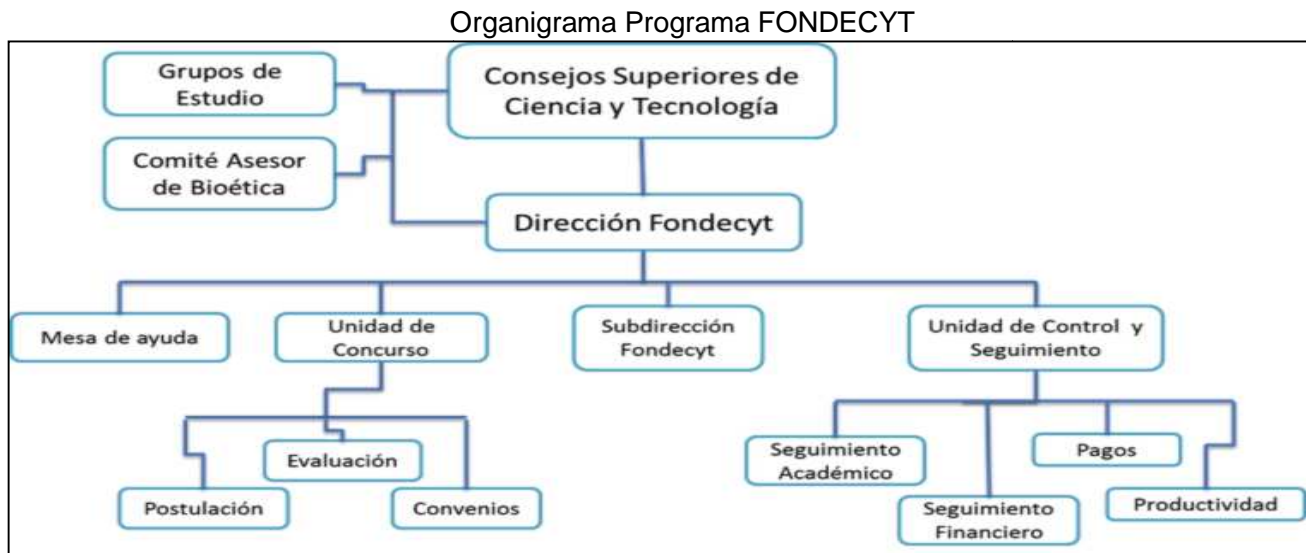 Organigrama Programa FONDECYT
Grupos de
Estudio
Consejos Superiores de
Ciencia y Tecnología
Comité Asesor
de Bioética
Dirección Fondecyt
Mesa de ayuda
Unidad de
Concurso
Subdirección
Fondecyt
Unidad de Control y
Seguimiento
Evaluación
Postulación
Convenios
Seguimiento
Académico
Pagos
Seguimiento
Financiero
Productividad